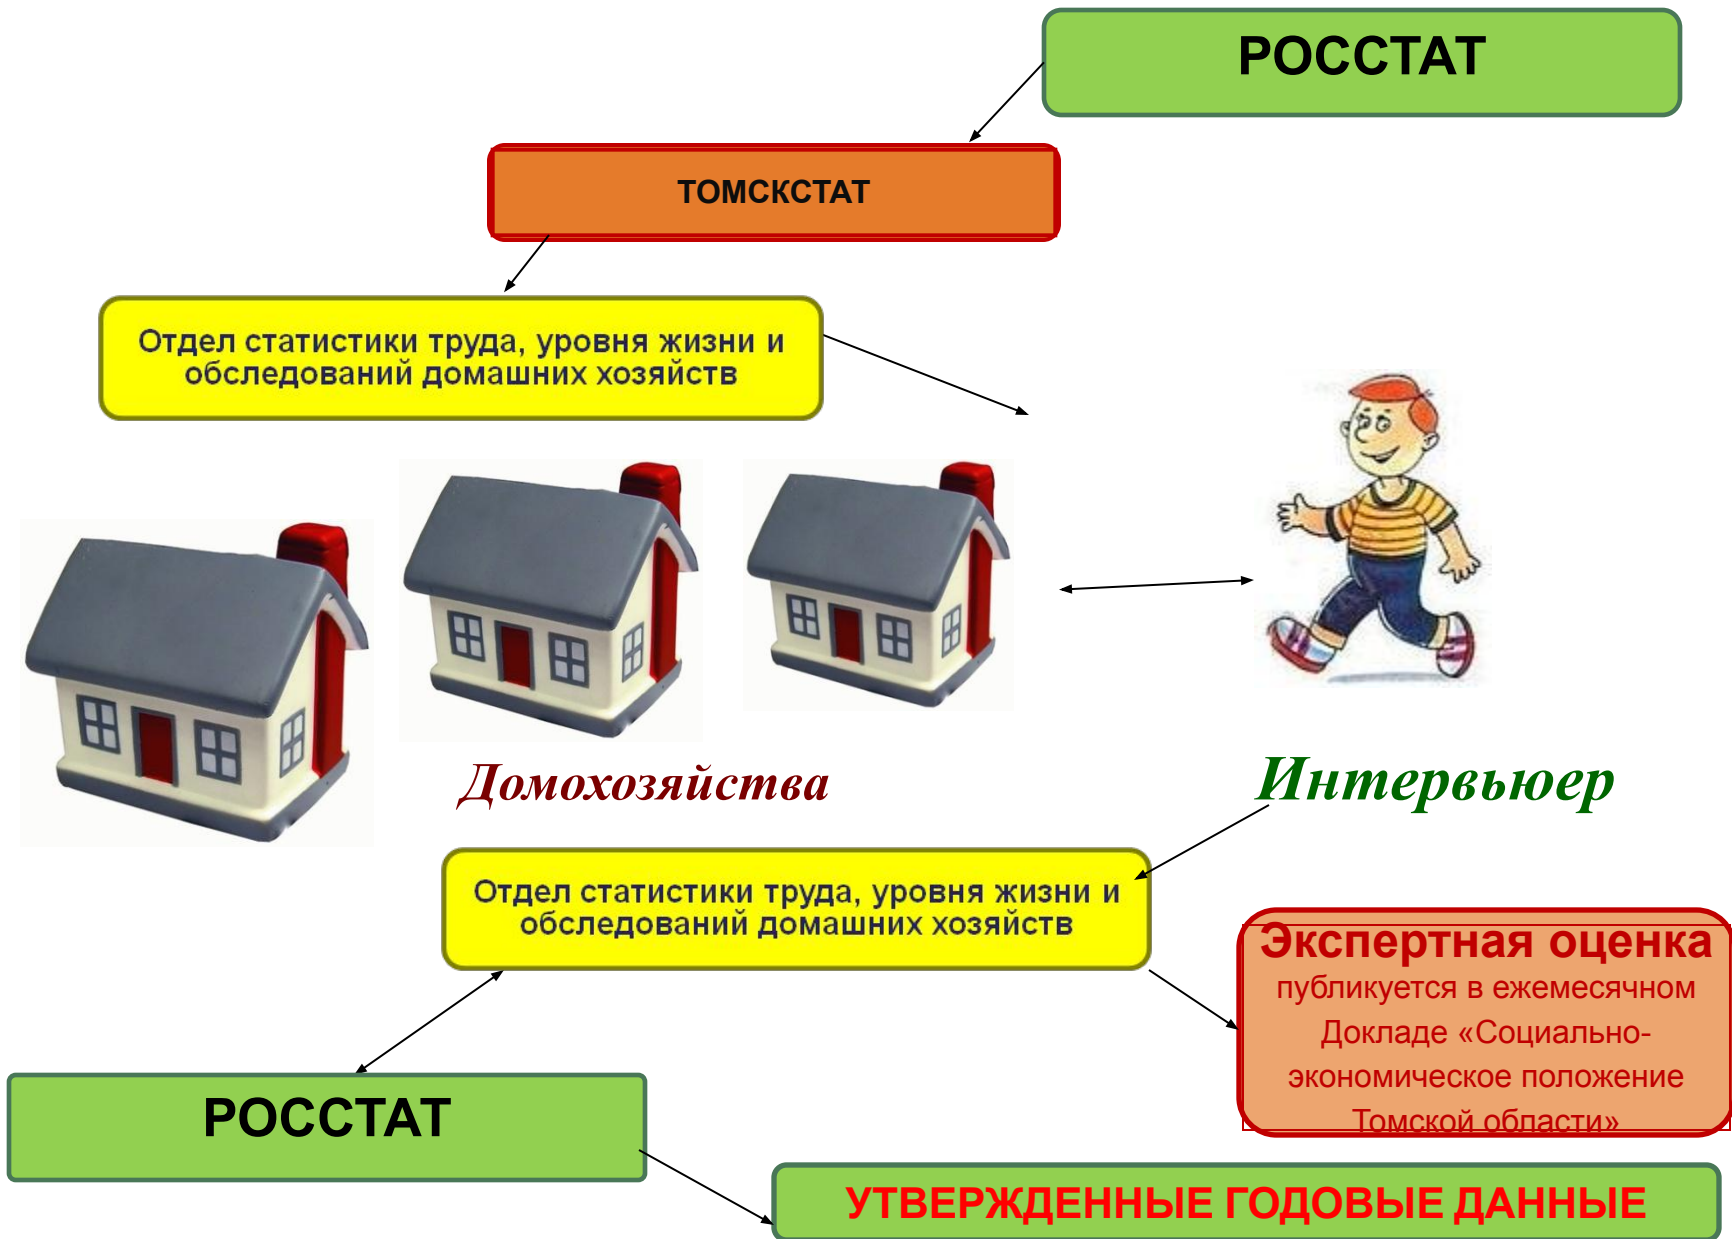 РОССТАТ
ТОМСКСТАТ
Отдел статистики труда, уровня жизни и
обследований домашних хозяйств
Домохозяйства
Интервьюер
Отдел статистики труда, уровня жизни и
обследований домашних хозяйств
Экспертная оценка
публикуется в ежемесячном
Докладе «Социально-
экономическое положение
Томской области»
РОССТАТ
УТВЕРЖДЕННЫЕ ГОДОВЫЕ ДАННЫЕ